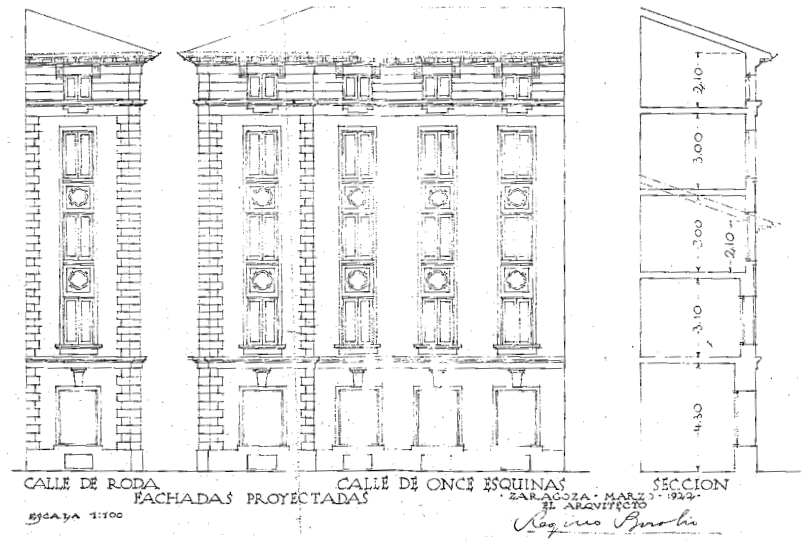 2,10
3.00
3.00
2,10
3.10
4.30
CALLE DE RODA CALLE DE ONCE ESQUINAS SECCION
FACHADAS PROYECTADAS
· ZARAGOZA · MARZO · 1922 ·
EL ARQUITECTO
ESCALA 1:100
Regino